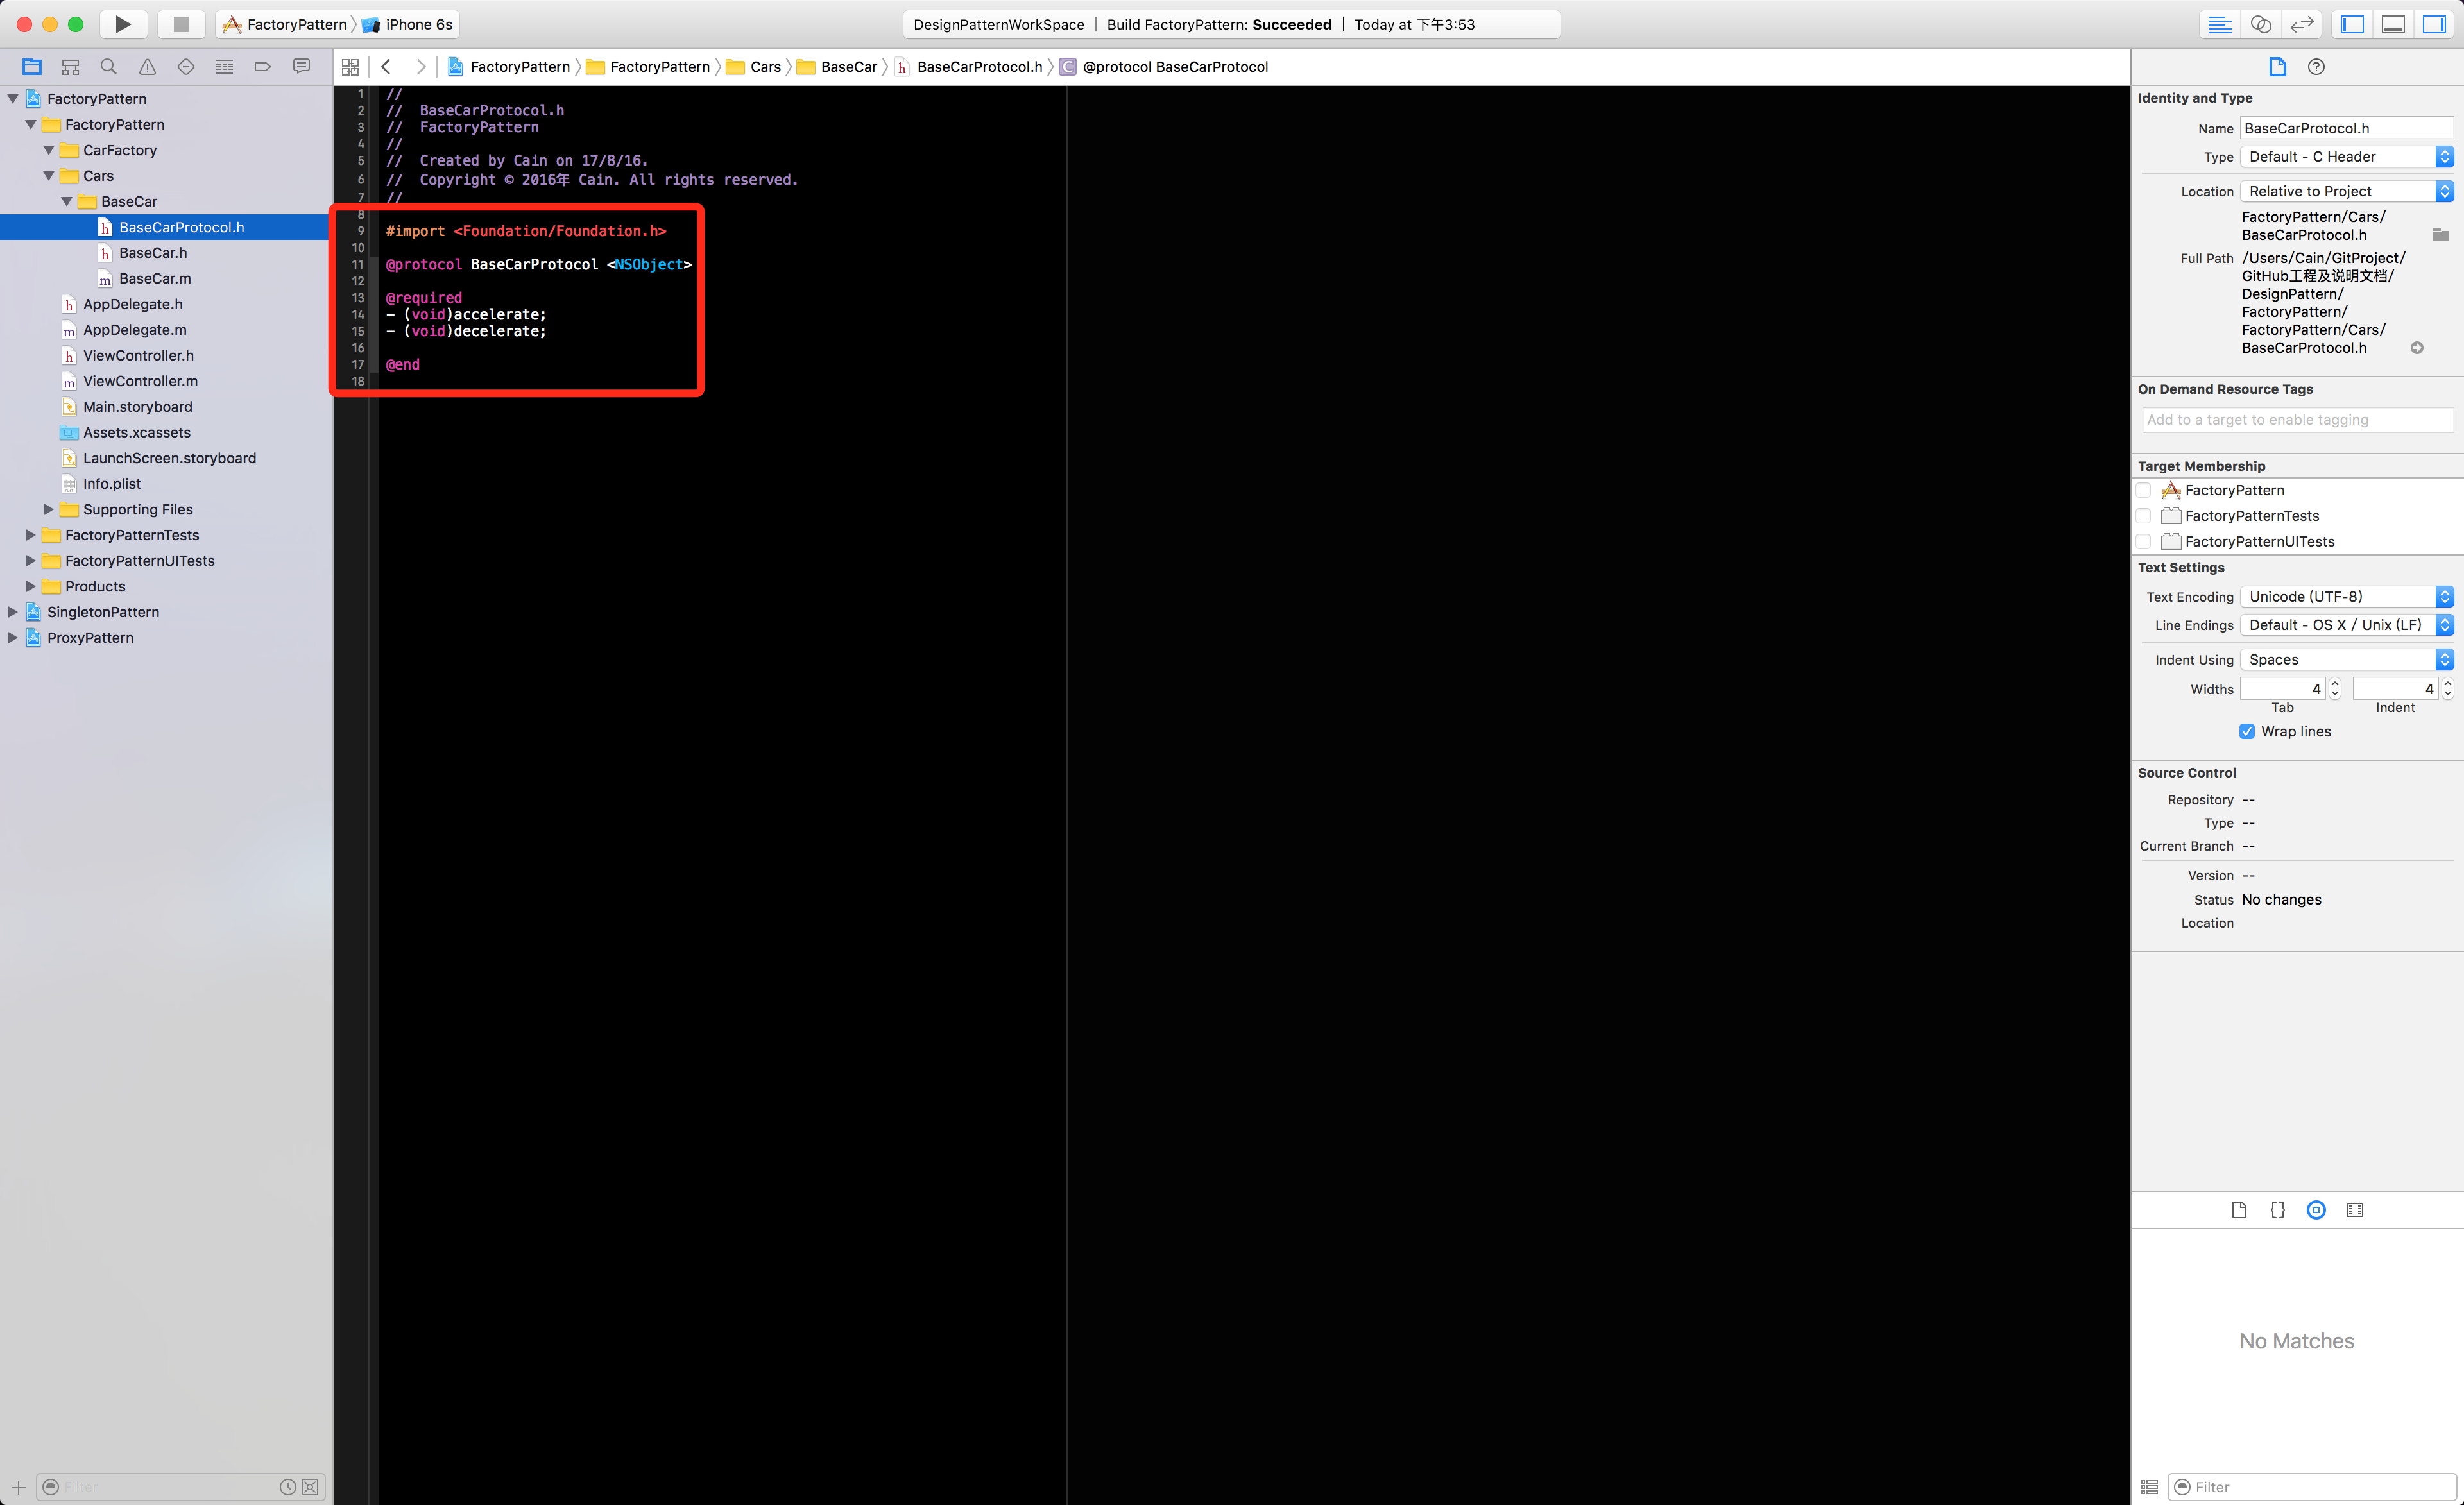 FactoryPattern 〉 iPhone 6s
DesignPatternWorkSpace | Build FactoryPattern: Succeeded | Today at 下午3:53
FactoryPattern 〉 FactoryPattern 〉 Cars 〉 BaseCar 〉 h BaseCarProtocol.h 〉 C @protocol BaseCarProtocol
FactoryPattern
FactoryPattern
CarFactory
Cars
BaseCar
h BaseCarProtocol.h
h BaseCar.h
m BaseCar.m
h AppDelegate.h
m AppDelegate.m
h ViewController.h
m ViewController.m
Main.storyboard
Assets.xcassets
LaunchScreen.storyboard
Info.plist
Supporting Files
FactoryPatternTests
FactoryPatternUITests
Products
SingletonPattern
ProxyPattern
Filter
1 //
2 //  BaseCarProtocol.h
3 //  FactoryPattern
4 //
5 //  Created by Cain on 17/8/16.
6 //  Copyright © 2016年 Cain. All rights reserved.
7 //
8
9 #import <Foundation/Foundation.h>
10
11 @protocol BaseCarProtocol <NSObject>
12
13 @required
14 - (void)accelerate;
15 - (void)decelerate;
16
17 @end
18
Identity and Type
Name BaseCarProtocol.h
Type Default - C Header
Location Relative to Project
FactoryPattern/Cars/
BaseCarProtocol.h
Full Path /Users/Cain/GitProject/
GitHub工程及说明文档/
DesignPattern/
FactoryPattern/
FactoryPattern/Cars/
BaseCarProtocol.h
On Demand Resource Tags
Add to a target to enable tagging
Target Membership
FactoryPattern
FactoryPatternTests
FactoryPatternUITests
Text Settings
Text Encoding Unicode (UTF-8)
Line Endings Default - OS X / Unix (LF)
Indent Using Spaces
Widths 4 4
Tab Indent
Wrap lines
Source Control
Repository --
Type --
Current Branch --
Version --
Status No changes
Location
{}
No Matches
Filter